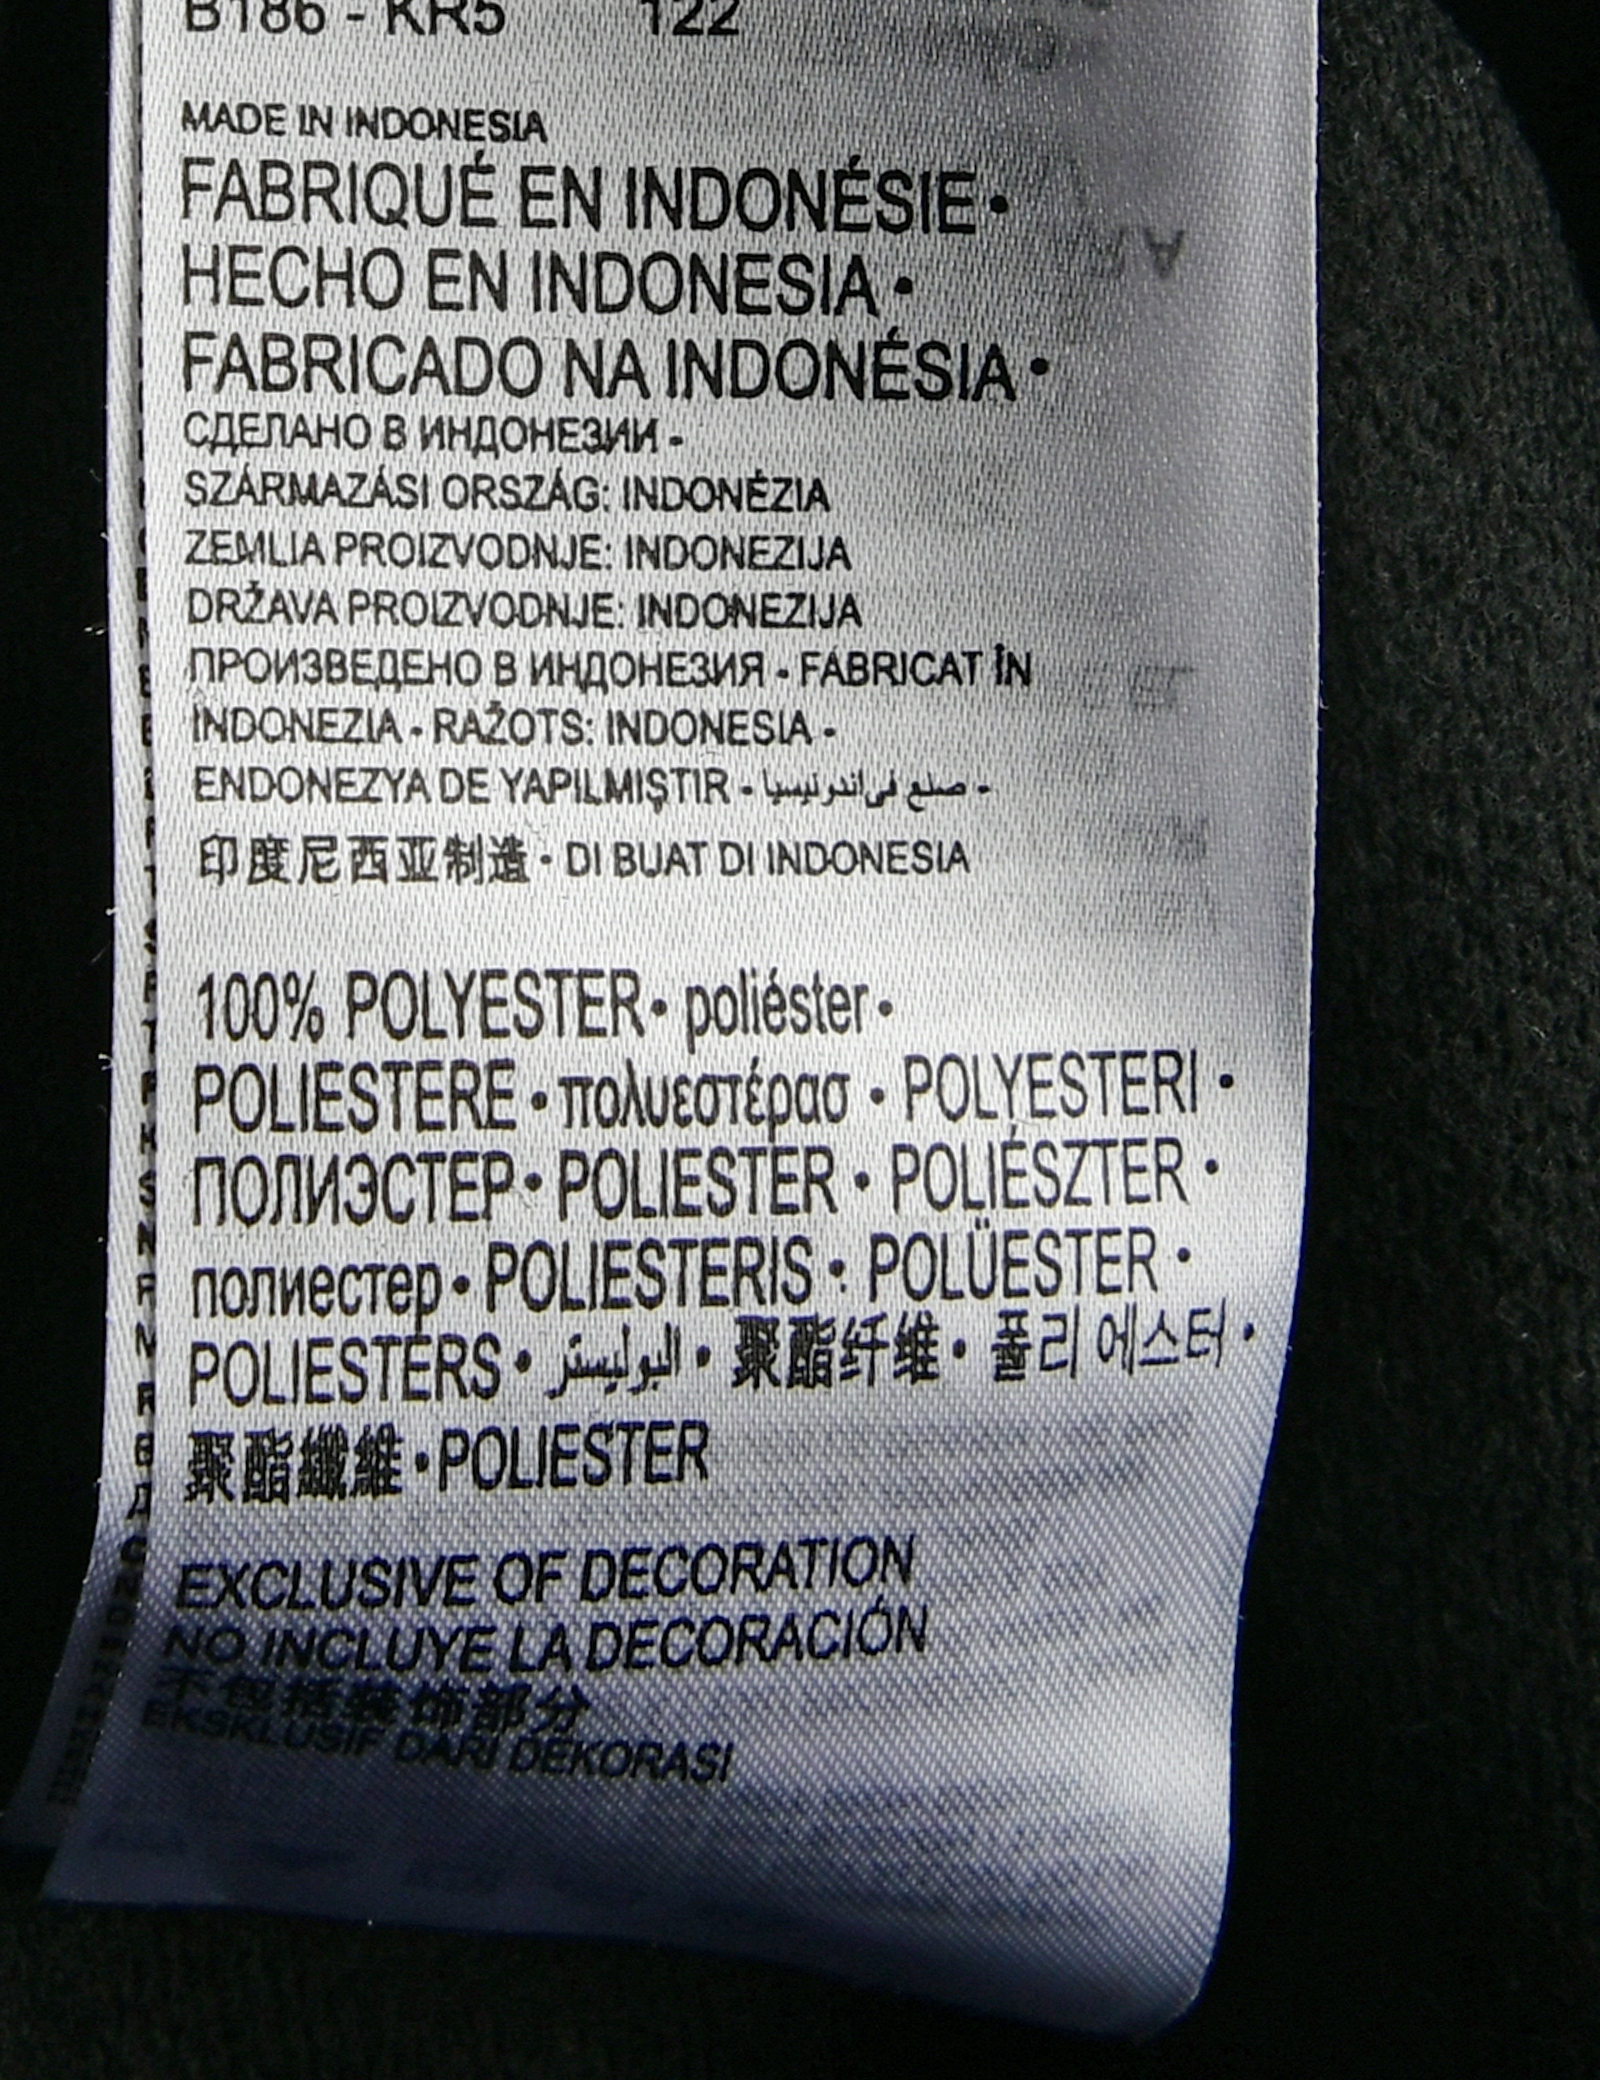 B186 - KR5 122
MADE IN INDONESIA
FABRIQUÉ EN INDONÉSIE •
HECHO EN INDONESIA •
FABRICADO NA INDONÉSIA •
СДЕЛАНО В ИНДОНЕЗИИ -
SZÁRMAZÁSI ORSZÁG: INDONÉZIA
ZEMLIA PROIZVODNJE: INDONEZIJA
DRŽAVA PROIZVODNJE: INDONEZIJA
ПРОИЗВЕДЕНО В ИНДОНЕЗИЯ - FABRICAT ÎN
INDONEZIA - RAŽOTS: INDONESIA -
ENDONEZYA DE YAPILMIŞTIR - صنع في اندونيسيا -
印度尼西亚制造 - DI BUAT DI INDONESIA
100% POLYESTER • poliéster •
POLIESTERE • πολυεστέρασ • POLYESTERI •
ПОЛИЭСТЕР • POLIESTER • POLIÉSZTER •
полиестер • POLIESTERIS • POLÜESTER •
POLIESTERS • البوليستر • 聚酯纤维 • 폴리 에스터 •
聚酯纖維 • POLIESTER
EXCLUSIVE OF DECORATION
NO INCLUYE LA DECORACIÓN
不包括装饰部分
EKSKLUSIF DARI DEKORASI